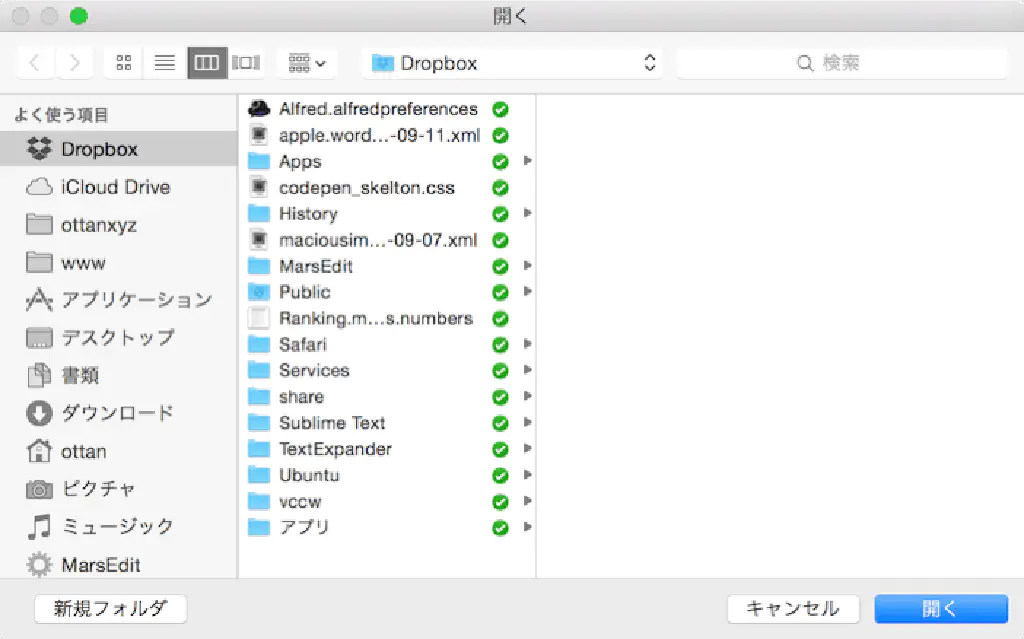 開く
Dropbox
検索
よく使う項目
Dropbox
iCloud Drive
ottanxyz
www
アプリケーション
デスクトップ
書類
ダウンロード
ottan
ピクチャ
ミュージック
MarsEdit
Alfred.alfredpreferences
apple.word...-09-11.xml
Apps
codepen_skelton.css
History
maciousim...-09-07.xml
MarsEdit
Public
Ranking.m...s.numbers
Safari
Services
share
Sublime Text
TextExpander
Ubuntu
vccw
アプリ
新規フォルダ
キャンセル
開く